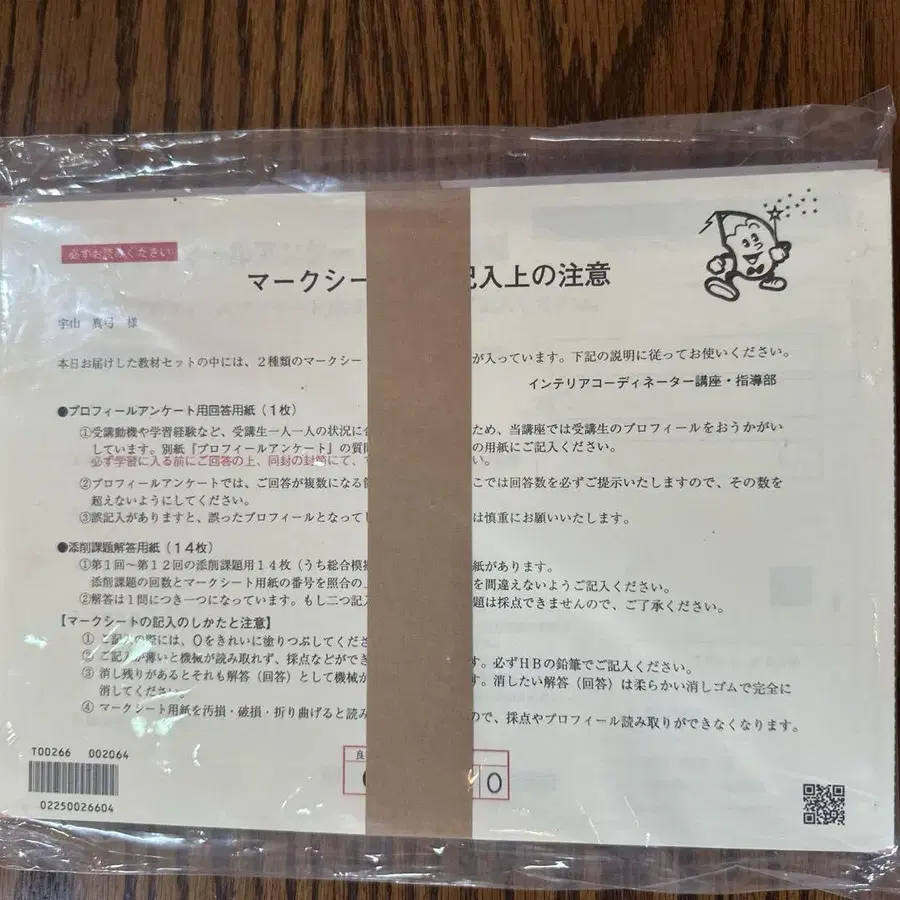 必ずお読みください
マークシー 記入上の注意
宇山 真弓 様
本日お届けした教材セットの中には、2種類のマークシー が入っています。下記の説明に従ってお使いください。
インテリアコーディネーター講座・指導部
●プロフィールアンケート用回答用紙(1枚)
①受講動機や学習経験など、受講生一人一人の状況に ため、当講座では受講生のプロフィールをおうかがい
しています。別紙『プロフィールアンケート』の質 の用紙にご記入ください。
必ず学習に入る前にご回答の上、同封の封筒にて、 い。
②プロフィールアンケートでは、ご回答が複数になる こでは回答数を必ずご提示いたしますので、その数を
超えないようにしてください。
③誤記入がありますと、誤ったプロフィールとなって は慎重にお願いいたします。
●添削課題解答用紙(14枚)
①第1回~第12回の添削課題用14枚(うち総合模 紙があります。
添削課題の回数とマークシート用紙の番号を照合の を間違えないようご記入ください。
②解答は1問につき一つになっています。もし二つ記 題は採点できませんので、ご了承ください。
【マークシートの記入のしかたと注意】
① ご記入の際には、0をきれいに塗りつぶしてくだ
② ご記入が薄いと機械が読み取れず、採点などができ す。必ずHBの鉛筆でご記入ください。
③ 消し残りがあるとそれも解答(回答)として機械が す。消したい解答(回答)は柔らかい消しゴムで完全に
消してください。
④ マークシート用紙を汚損・破損・折り曲げると読み ので、採点やプロフィール読み取りができなくなります。
T00266 002064
02250026604
良
0